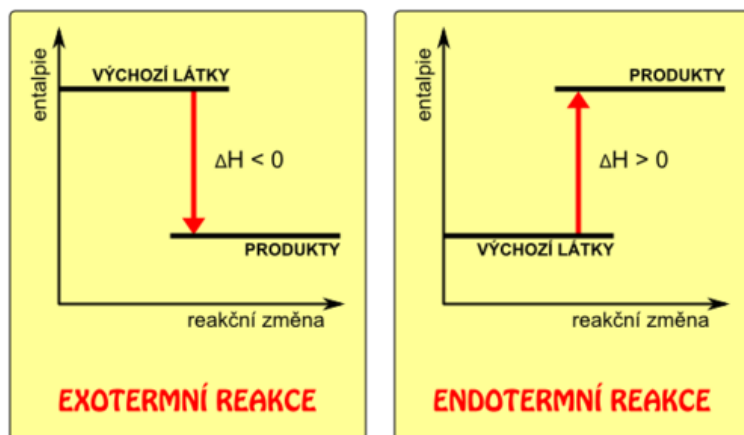 entalpie
VÝCHOZÍ LÁTKY
ΔH < 0
PRODUKTY
reakční změna
EXOTERMNÍ REAKCE
entalpie
PRODUKTY
ΔH > 0
VÝCHOZÍ LÁTKY
reakční změna
ENDOTERMNÍ REAKCE